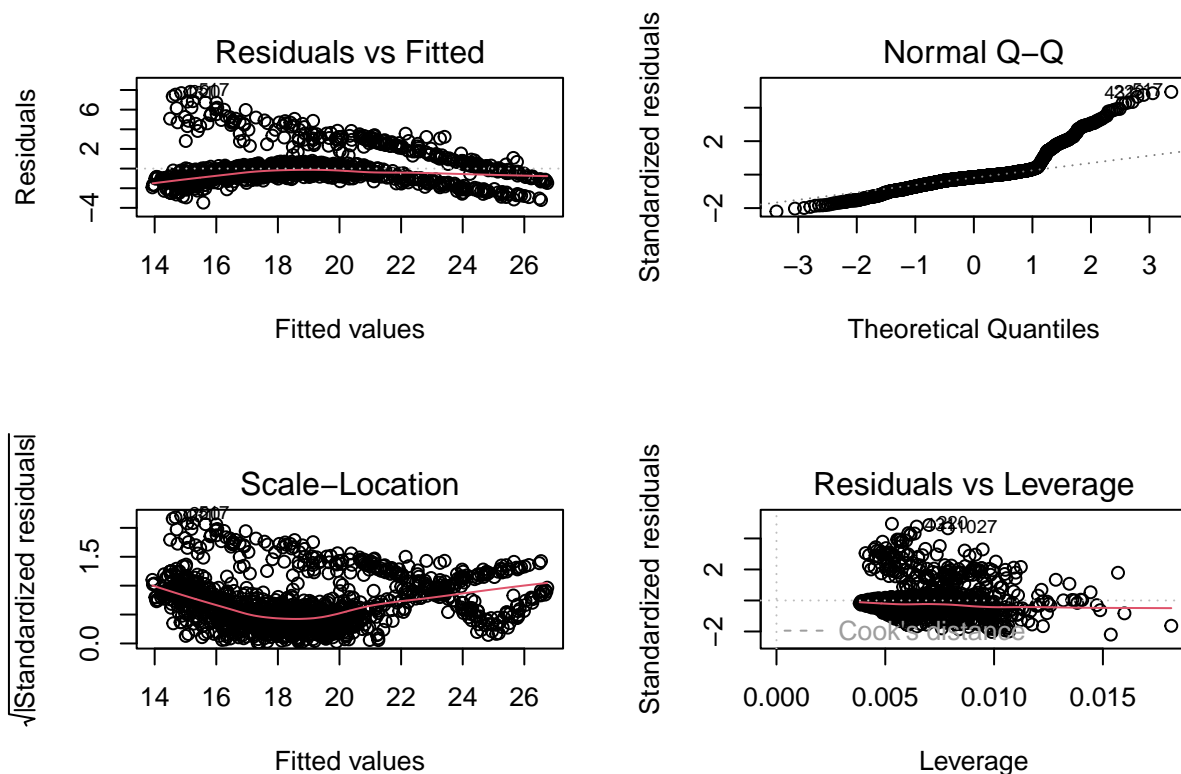 Residuals vs Fitted
Residuals
6
2
−4
14 16 18 20 22 24 26
Fitted values
Normal Q−Q
Standardized residuals
2
−2
−3 −2 −1 0 1 2 3
Theoretical Quantiles
Scale−Location
√|Standardized residuals|
1.5
0.0
14 16 18 20 22 24 26
Fitted values
Residuals vs Leverage
1027
Standardized residuals
2
−2
Cook's distance
0.000 0.005 0.010 0.015
Leverage